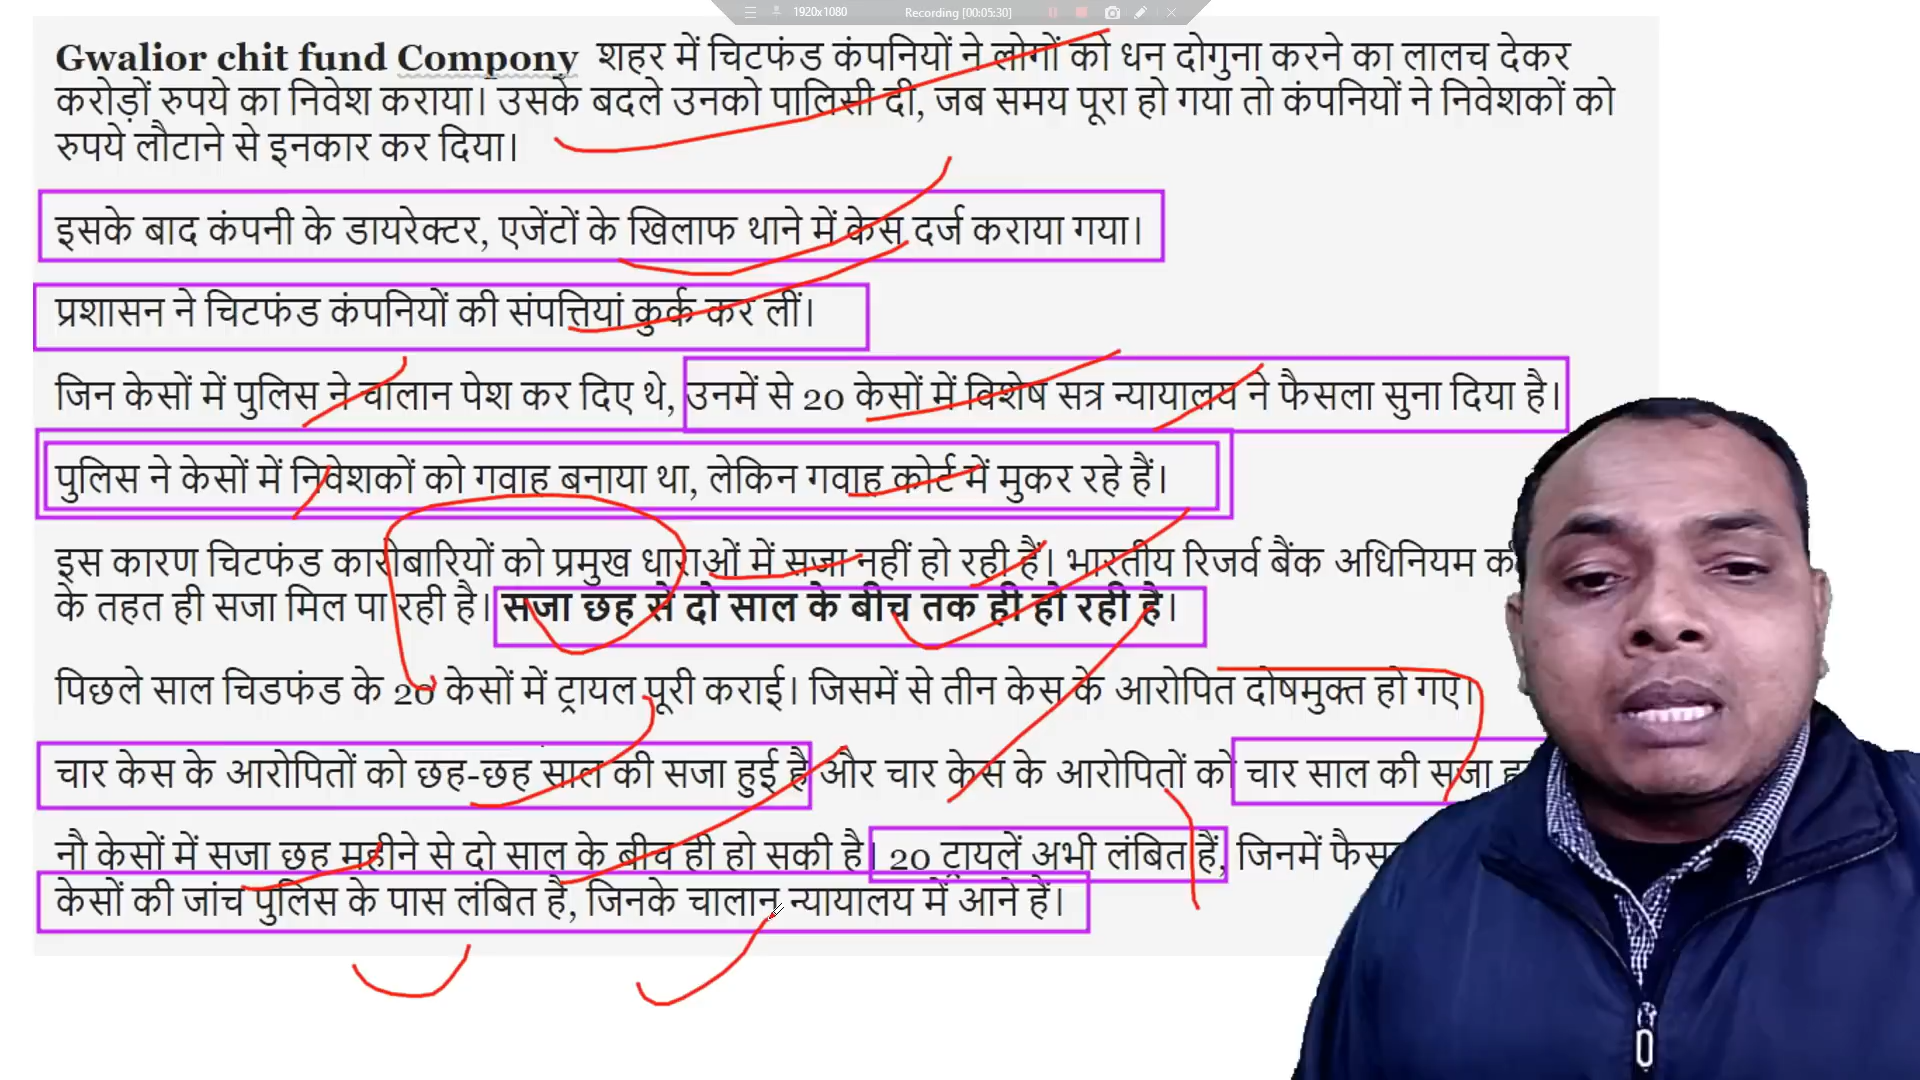 1920x1080 Recording [00:05:30]
Gwalior chit fund Compony शहर में चिटफंड कंपनियों ने लोगों को धन दोगुना करने का लालच देकर
करोड़ों रुपये का निवेश कराया। उसके बदले उनको पालिसी दी, जब समय पूरा हो गया तो कंपनियों ने निवेशकों को
रुपये लौटाने से इनकार कर दिया।
इसके बाद कंपनी के डायरेक्टर, एजेंटों के खिलाफ थाने में केस दर्ज कराया गया।
प्रशासन ने चिटफंड कंपनियों की संपत्तियां कुर्क कर लीं।
जिन केसों में पुलिस ने चालान पेश कर दिए थे, उनमें से 20 केसों में विशेष सत्र न्यायालय ने फैसला सुना दिया है।
पुलिस ने केसों में निवेशकों को गवाह बनाया था, लेकिन गवाह कोर्ट में मुकर रहे हैं।
इस कारण चिटफंड कारोबारियों को प्रमुख धाराओं में सजा नहीं हो रही हैं। भारतीय रिजर्व बैंक अधिनियम
के तहत ही सजा मिल पा रही है। सजा छह से दो साल के बीच तक ही हो रही है।
पिछले साल चिडफंड के 20 केसों में ट्रायल पूरी कराई। जिसमें से तीन केस के आरोपित दोषमुक्त हो गए।
चार केस के आरोपितों को छह-छह साल की सजा हुई है और चार केस के आरोपितों को चार साल की सजा
नौ केसों में सजा छह महीने से दो साल के बीच ही हो सकी है। 20 ट्रायलें अभी लंबित हैं, जिनमें
केसों की जांच पुलिस के पास लंबित है, जिनके चालान न्यायालय में आने हैं।